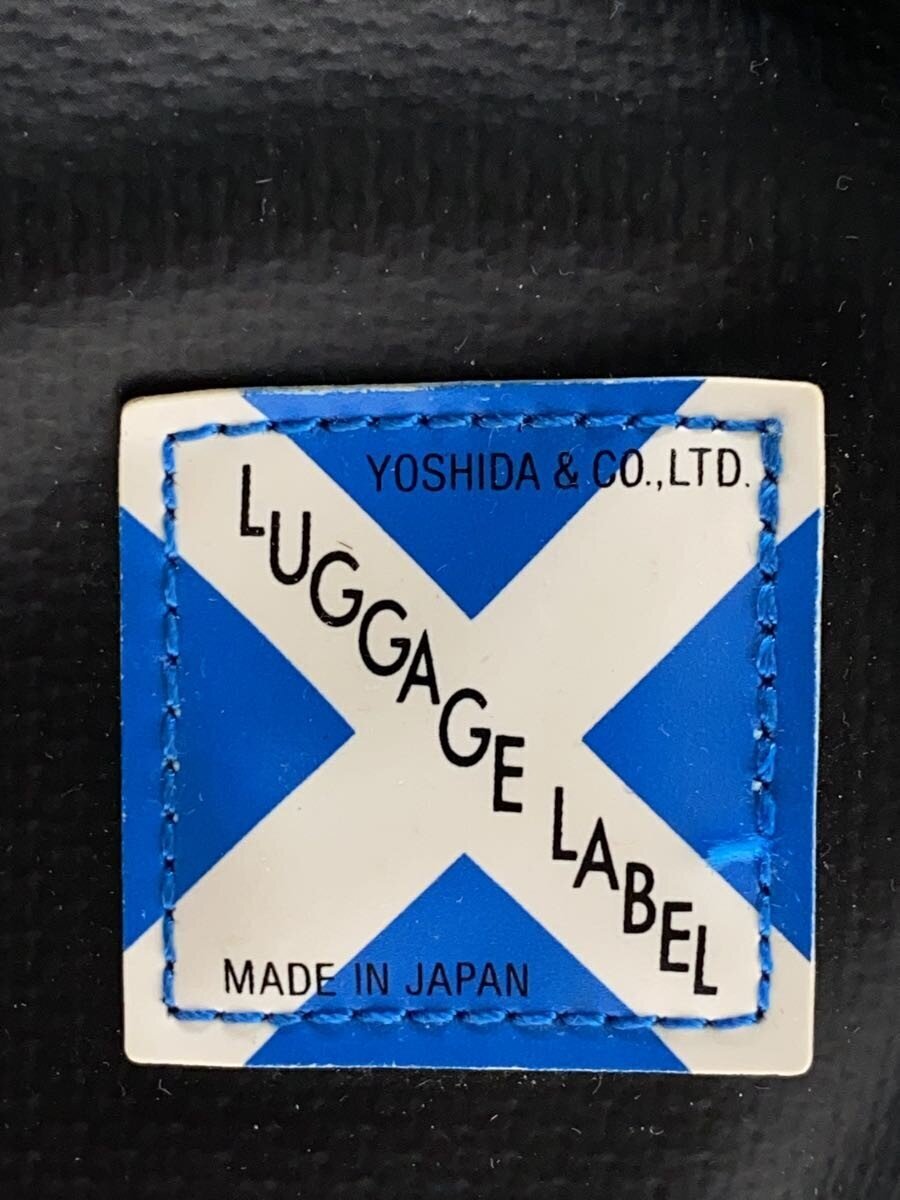 YOSHIDA & CO.,LTD.
LUGGAGE LABEL
MADE IN JAPAN